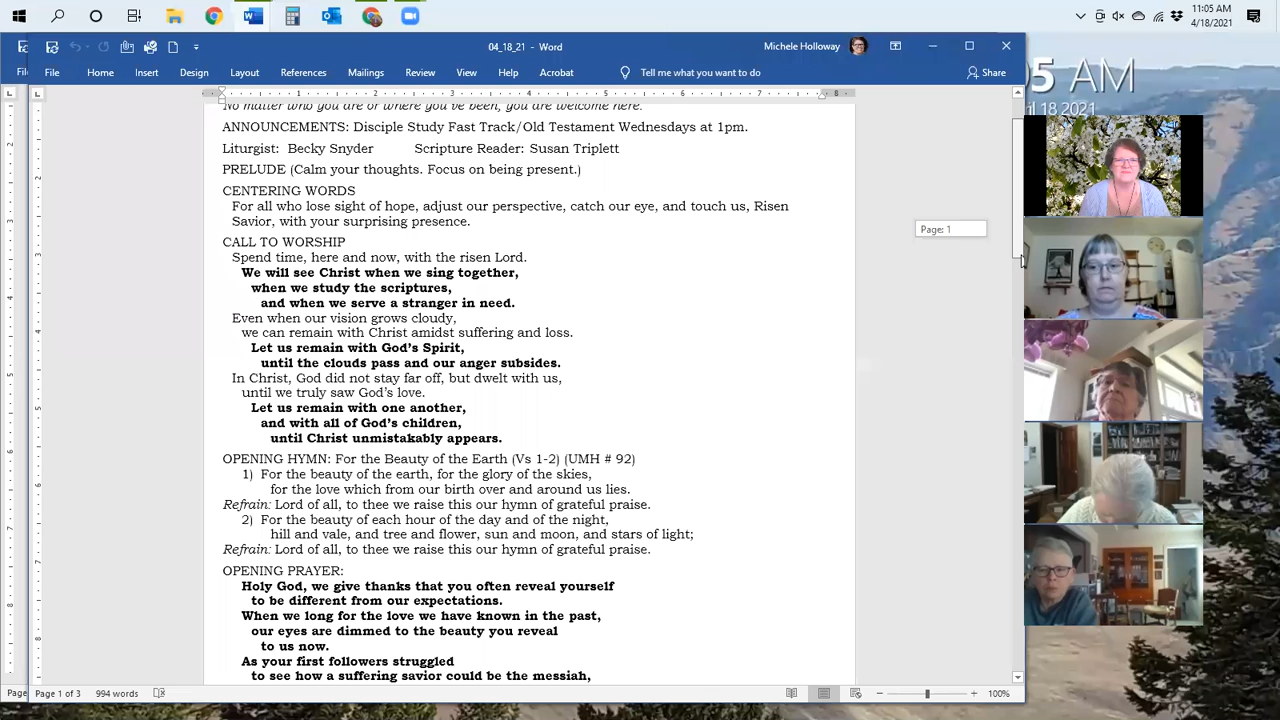 11:05 AM
4/18/2021
04_18_21 - Word
Michele Holloway
File
File Home Insert Design Layout References Mailings Review View Help Acrobat
Tell me what you want to do
Share
05 AM
ril 18 2021
1 2 3 4 5 6 7 8
No matter who you are or where you've been, you are welcome here.
ANNOUNCEMENTS: Disciple Study Fast Track/Old Testament Wednesdays at 1pm.
Liturgist: Becky Snyder Scripture Reader: Susan Triplett
PRELUDE (Calm your thoughts. Focus on being present.)
CENTERING WORDS
For all who lose sight of hope, adjust our perspective, catch our eye, and touch us, Risen
Savior, with your surprising presence.
Page: 1
CALL TO WORSHIP
Spend time, here and now, with the risen Lord.
We will see Christ when we sing together,
when we study the scriptures,
and when we serve a stranger in need.
Even when our vision grows cloudy,
we can remain with Christ amidst suffering and loss.
Let us remain with God's Spirit,
until the clouds pass and our anger subsides.
In Christ, God did not stay far off, but dwelt with us,
until we truly saw God's love.
Let us remain with one another,
and with all of God's children,
until Christ unmistakably appears.
OPENING HYMN: For the Beauty of the Earth (Vs 1-2) (UMH # 92)
1) For the beauty of the earth, for the glory of the skies,
for the love which from our birth over and around us lies.
Refrain: Lord of all, to thee we raise this our hymn of grateful praise.
2) For the beauty of each hour of the day and of the night,
hill and vale, and tree and flower, sun and moon, and stars of light;
Refrain: Lord of all, to thee we raise this our hymn of grateful praise.
OPENING PRAYER:
Holy God, we give thanks that you often reveal yourself
to be different from our expectations.
When we long for the love we have known in the past,
our eyes are dimmed to the beauty you reveal
to us now.
As your first followers struggled
to see how a suffering savior could be the messiah,
Page
Page 1 of 3 994 words
100%